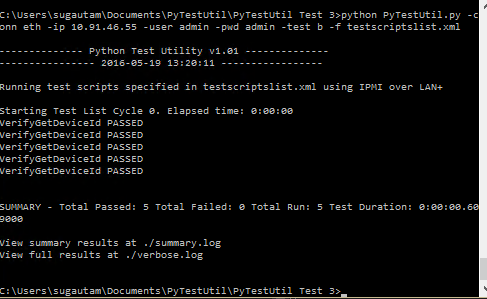 C:\Users\sugautam\Documents\PyTestUtil\PyTestUtil Test 3>python PyTestUtil.py -c
onn eth -ip 10.91.46.55 -user admin -pwd admin -test b -f testscriptslist.xml
-------------- Python Test Utility v1.01 --------------
---------------- 2016-05-19 13:20:11 ---------------
Running test scripts specified in testscriptslist.xml using IPMI over LAN+
Starting Test List Cycle 0. Elapsed time: 0:00:00
VerifyGetDeviceId PASSED
VerifyGetDeviceId PASSED
VerifyGetDeviceId PASSED
VerifyGetDeviceId PASSED
VerifyGetDeviceId PASSED
SUMMARY - Total Passed: 5 Total Failed: 0 Total Run: 5 Test Duration: 0:00:00.60
9000
View summary results at ./summary.log
View full results at ./verbose.log
C:\Users\sugautam\Documents\PyTestUtil\PyTestUtil Test 3>